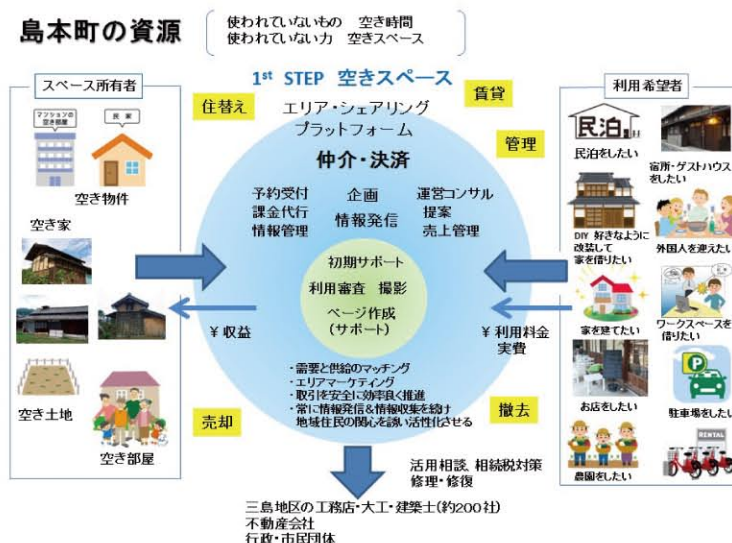 島本町の資源
使われていないもの 空き時間
使われていない力 空きスペース
スペース所有者
マンションの
空き部屋
民家
空き物件
空き家
空き土地
空き部屋
1st STEP 空きスペース
エリア・シェアリング
プラットフォーム
仲介・決済
予約受付
課金代行
情報管理
企画
情報発信
運営コンサル
提案
売上管理
初期サポート
利用審査 撮影
ページ作成
(サポート)
・需要と供給のマッチング
・エリアマーケティング
・取引を安全に効率良く推進
・常に情報発信&情報収集を続け
地域住民の関心を誘い活性化させる
住替え
賃貸
管理
売却
撤去
¥収益
¥利用料金
実費
利用希望者
民泊
民泊をしたい
宿所・ゲストハウス
をしたい
DIY 好きなように
改装して
家を借りたい
外国人を迎えたい
家を建てたい
ワークスペースを
借りたい
お店をしたい
P
駐車場をしたい
農園をしたい
RENTAL
活用相談、相続税対策
修理・修復
三島地区の工務店・大工・建築士(約200社)
不動産会社
行政・市民団体